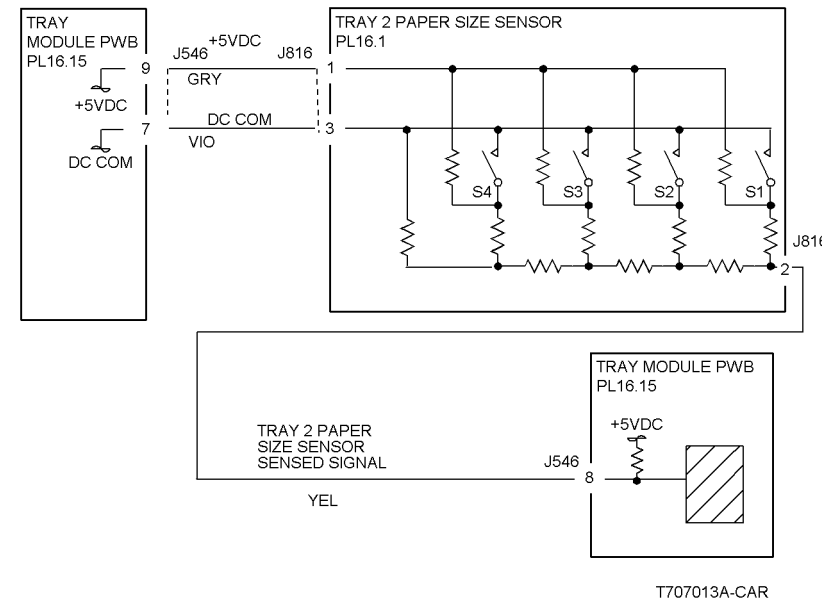 TRAY
MODULE PWB
PL16.15
9
+5VDC
7
DC COM
J546
+5VDC
J816
GRY
DC COM
VIO
TRAY 2 PAPER SIZE SENSOR
PL16.1
1
3
S4
S3
S2
S1
J816
2
TRAY MODULE PWB
PL16.15
+5VDC
TRAY 2 PAPER
SIZE SENSOR
SENSED SIGNAL
J546
8
YEL
T707013A-CAR